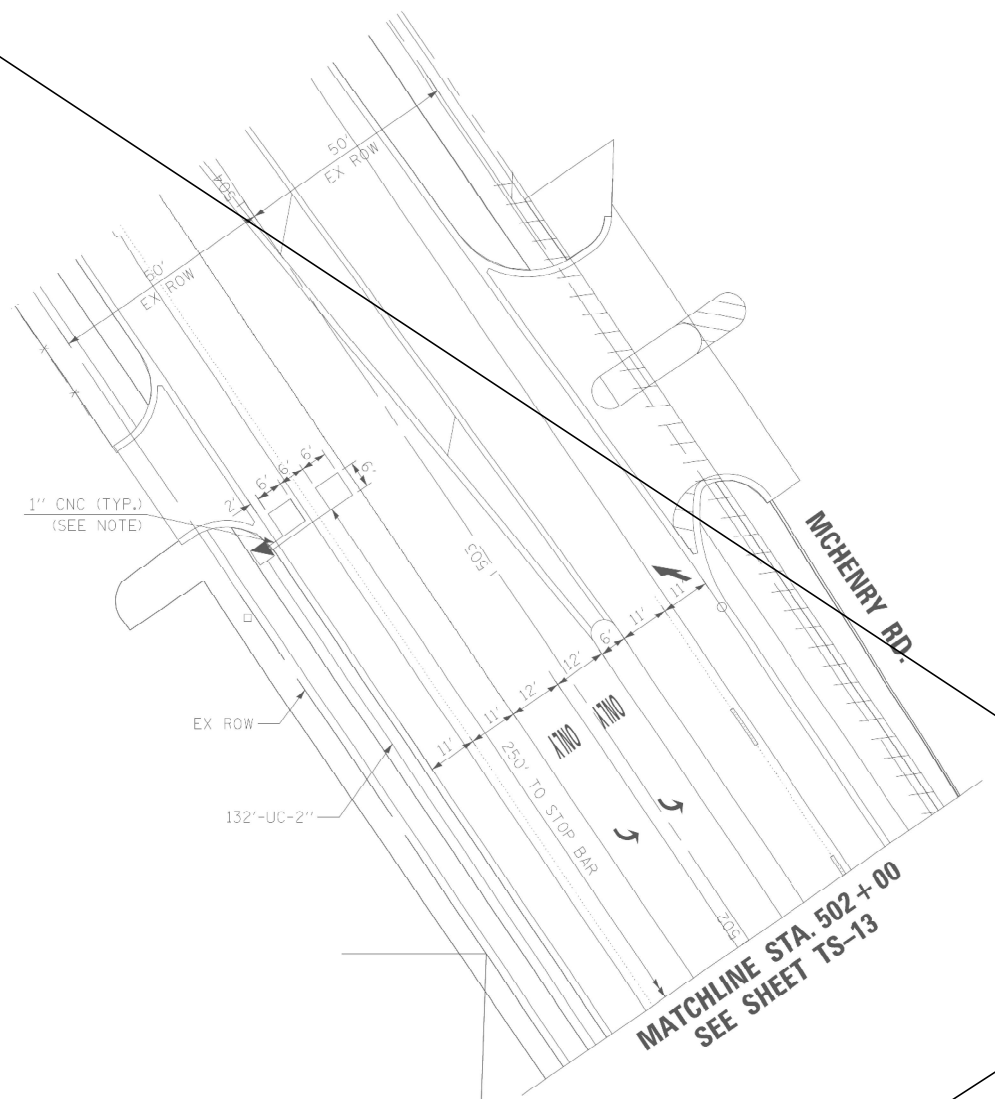 50'
EX ROW
504
50'
EX ROW
2'
6'
6'
6'
6'
1" CNC (TYP.)
(SEE NOTE)
503
MCHENRY RD.
11'
11'
12'
12'
6'
11'
11'
EX ROW
ONLY
ONLY
250' TO STOP BAR
132'-UC-2"
502
MATCHLINE STA. 502+00
SEE SHEET TS-13